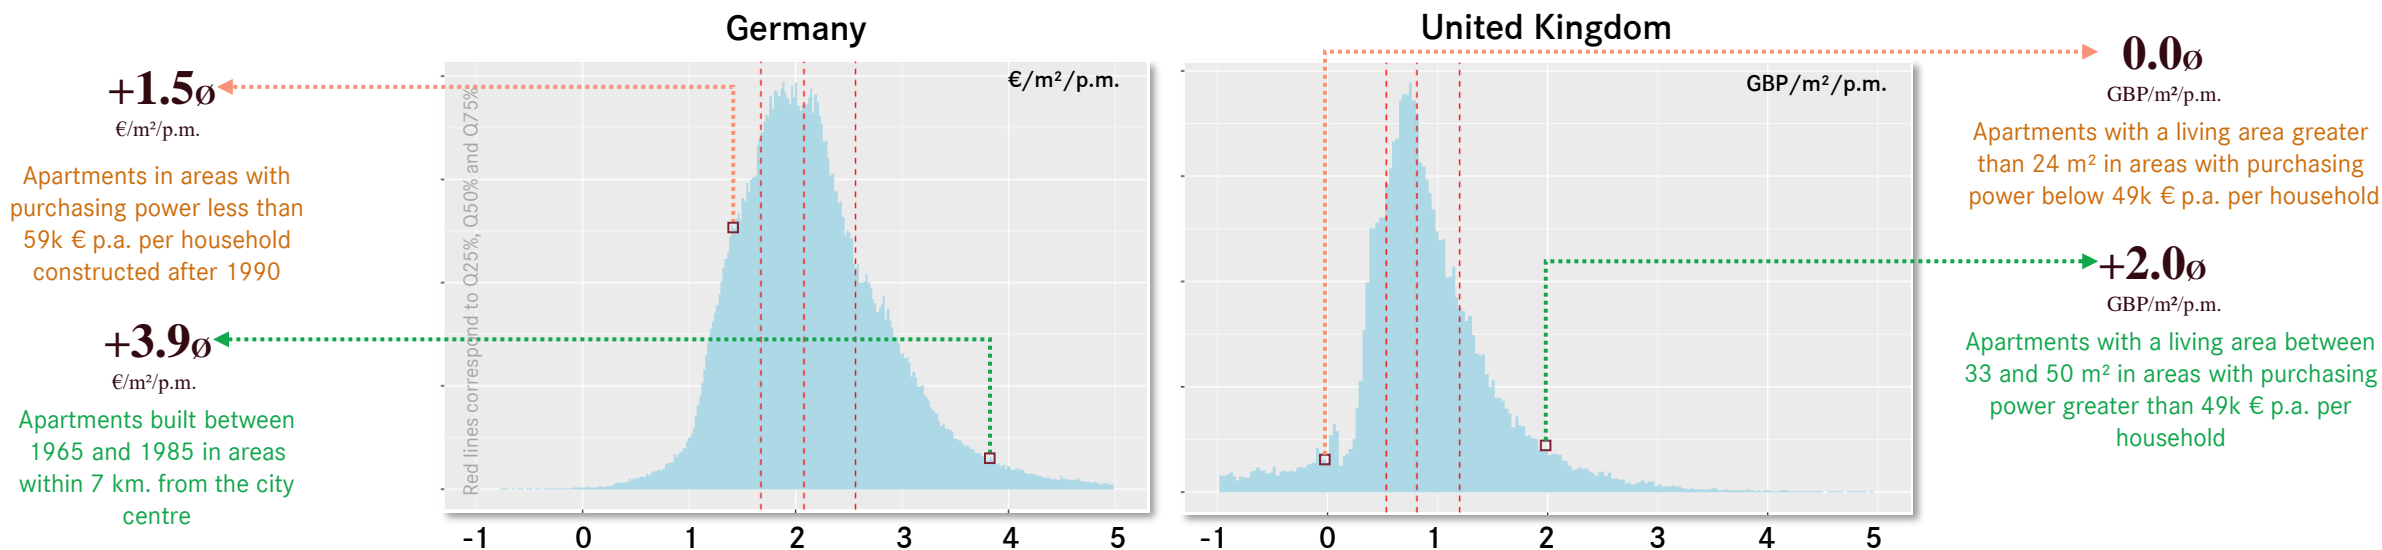 Germany
United Kingdom
+1.5ø
€/m²/p.m.
Apartments in areas with
purchasing power less than
59k € p.a. per household
constructed after 1990
+3.9ø
€/m²/p.m.
Apartments built between
1965 and 1985 in areas
within 7 km. from the city
centre
Red lines correspond to Q25%, Q50% and Q75%
€/m²/p.m.
-1 0 1 2 3 4 5
GBP/m²/p.m.
-1 0 1 2 3 4 5
0.0ø
GBP/m²/p.m.
Apartments with a living area greater
than 24 m² in areas with purchasing
power below 49k € p.a. per household
+2.0ø
GBP/m²/p.m.
Apartments with a living area between
33 and 50 m² in areas with purchasing
power greater than 49k € p.a. per
household